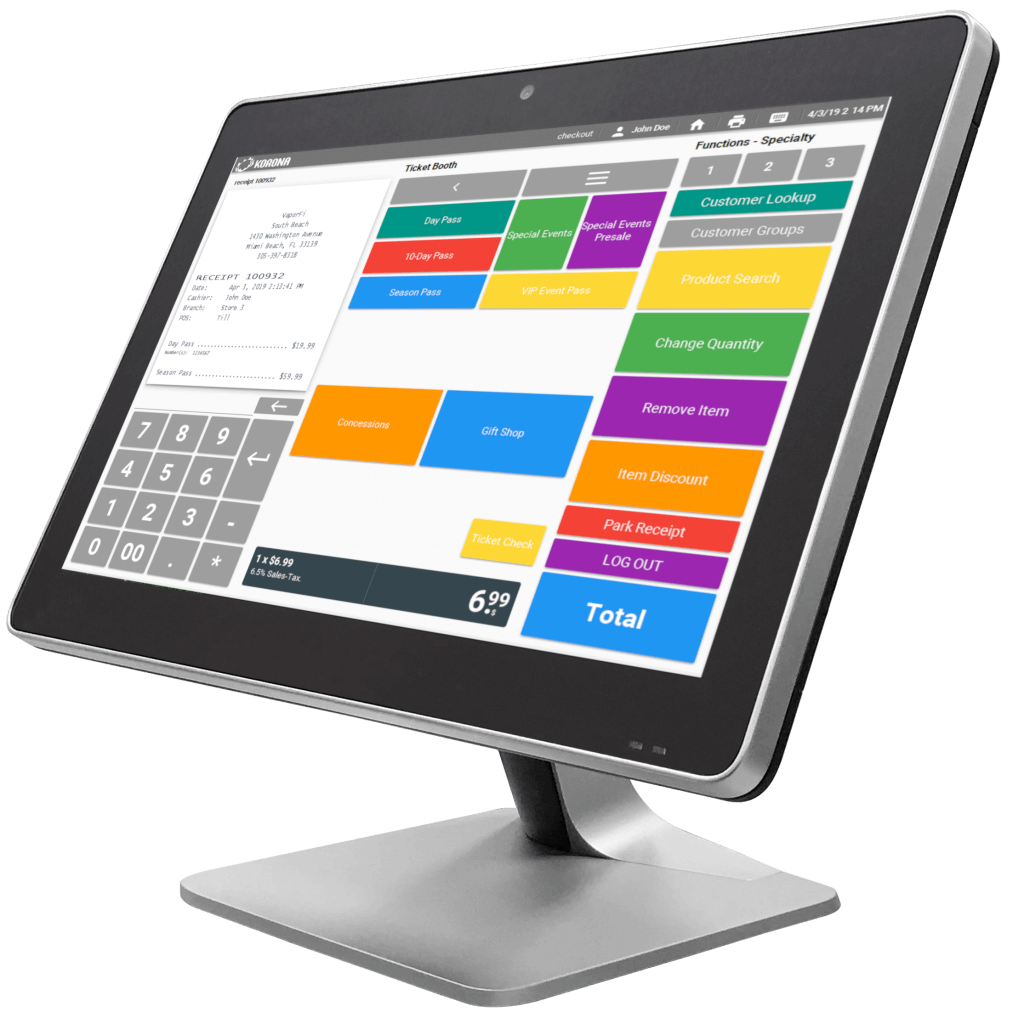 KORONA
checkout
John Doe
4/3/19 2 14 PM
receipt 100932
VaporFi
South Beach
1430 Washington Avenue
Miami Beach, FL 33139
305-397-8318
RECEIPT 100932
Date: Apr 3, 2019 2:13:41 PM
Cashier: John Doe
Branch: Store 3
POS: Till
Day Pass ........................ $19.99
Season Pass ..................... $59.99
7 8 9
4 5 6
1 2 3 -
0 00 . *
Ticket Booth
Day Pass
10-Day Pass
Season Pass
Special Events
Special Events
Presale
VIP Event Pass
Concessions
Gift Shop
Ticket Check
1 x $6.99
6.5% Sales-Tax
6.99
$
Functions - Specialty
1 2 3
Customer Lookup
Customer Groups
Product Search
Change Quantity
Remove Item
Item Discount
Park Receipt
LOG OUT
Total